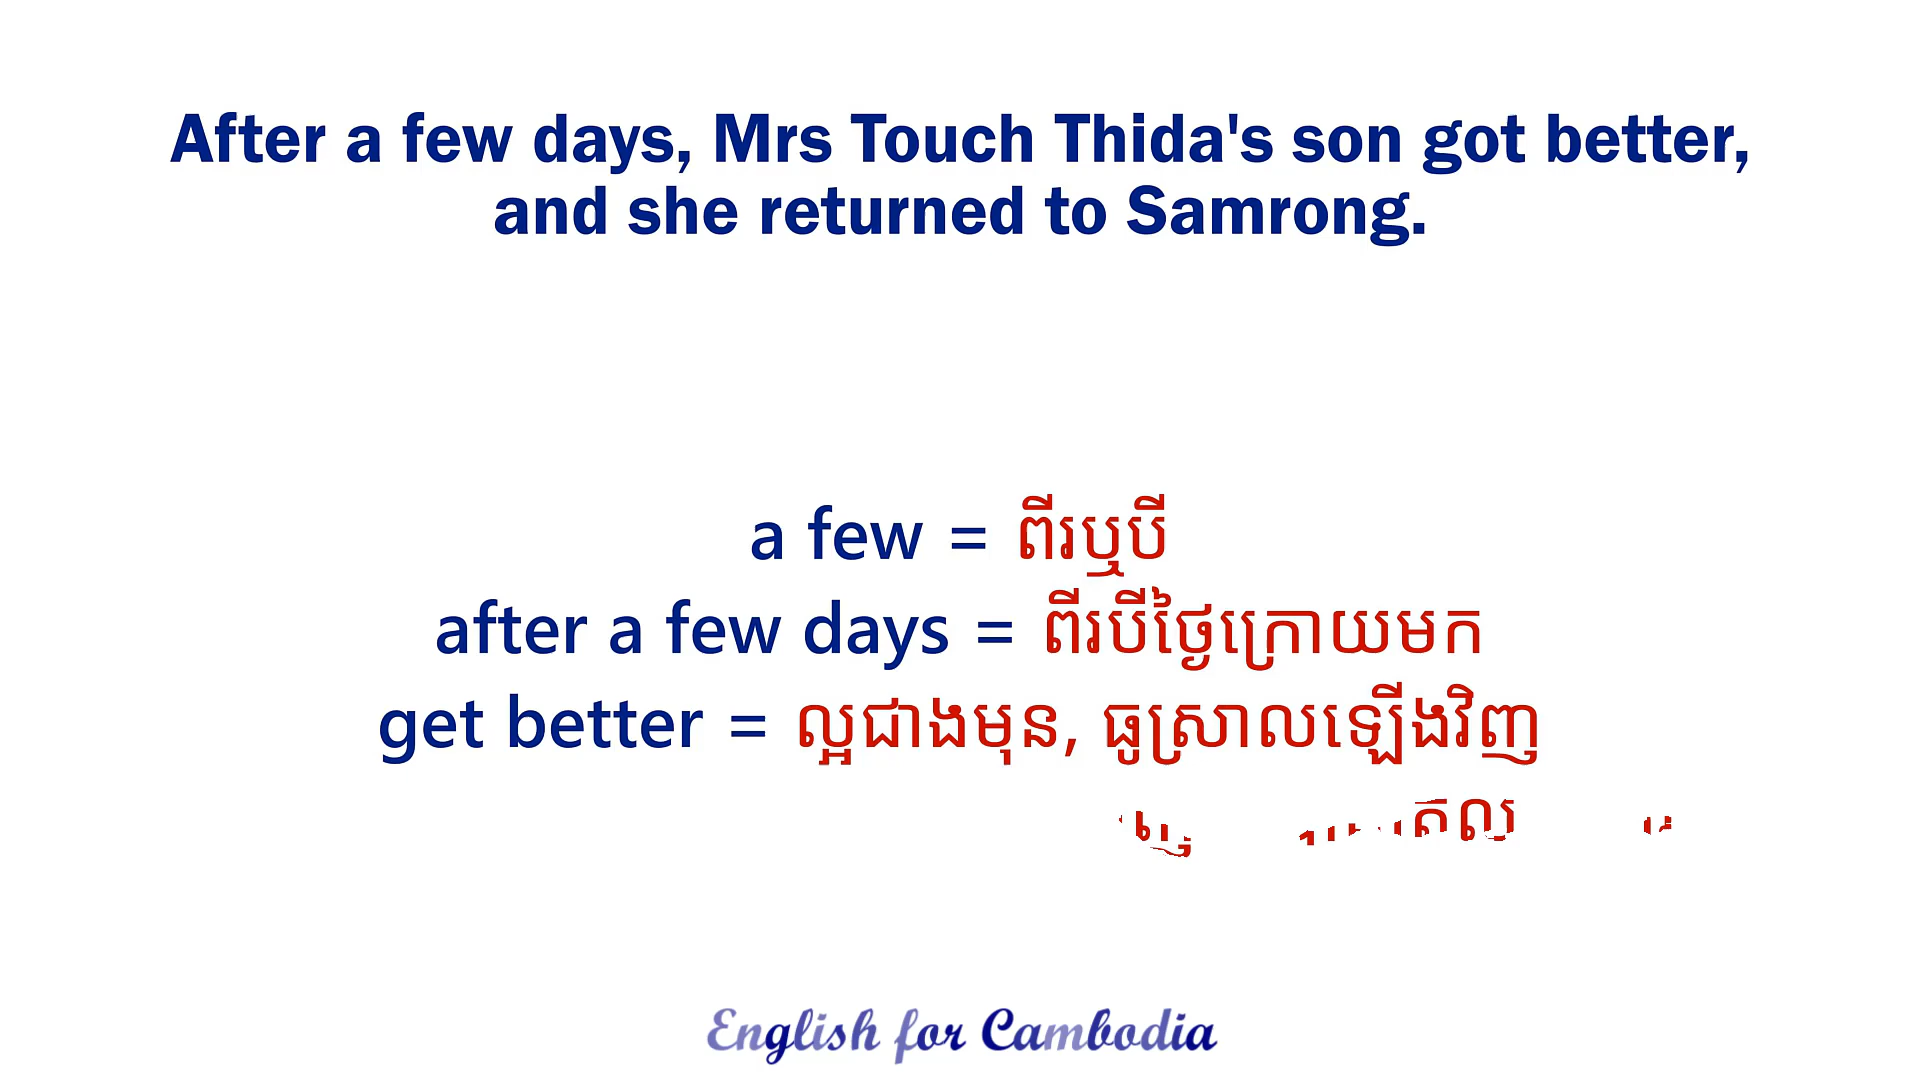 After a few days, Mrs Touch Thida's son got better,
and she returned to Samrong.
a few = ពីរឬបី
after a few days = ពីរបីថ្ងៃក្រោយមក
get better = ល្អជាងមុន, ធូស្រាលឡើងវិញ
English for Cambodia